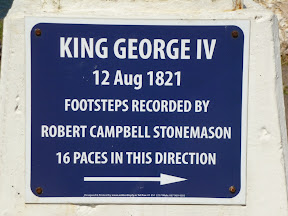 KING GEORGE IV
12 Aug 1821
FOOTSTEPS RECORDED BY
ROBERT CAMPBELL STONEMASON
16 PACES IN THIS DIRECTION